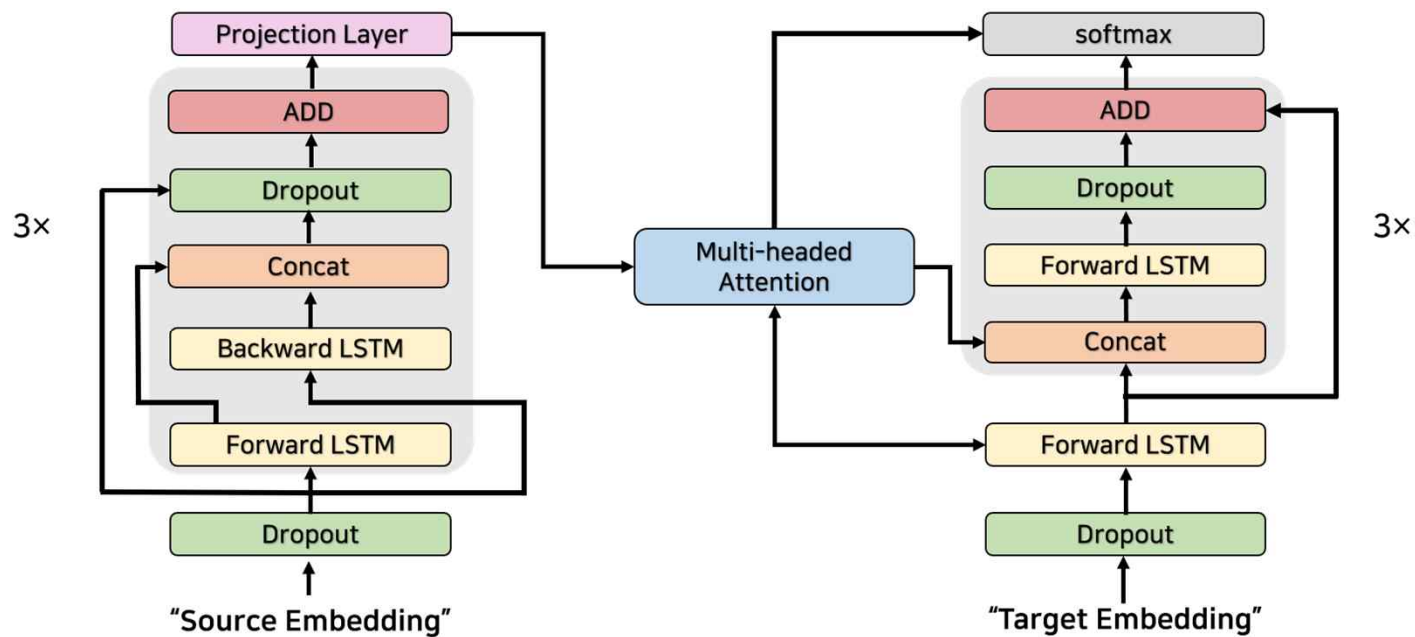 Projection Layer
ADD
Dropout
3×
Concat
Backward LSTM
Forward LSTM
Dropout
“Source Embedding”
Multi-headed
Attention
softmax
ADD
Dropout
3×
Forward LSTM
Concat
Forward LSTM
Dropout
“Target Embedding”